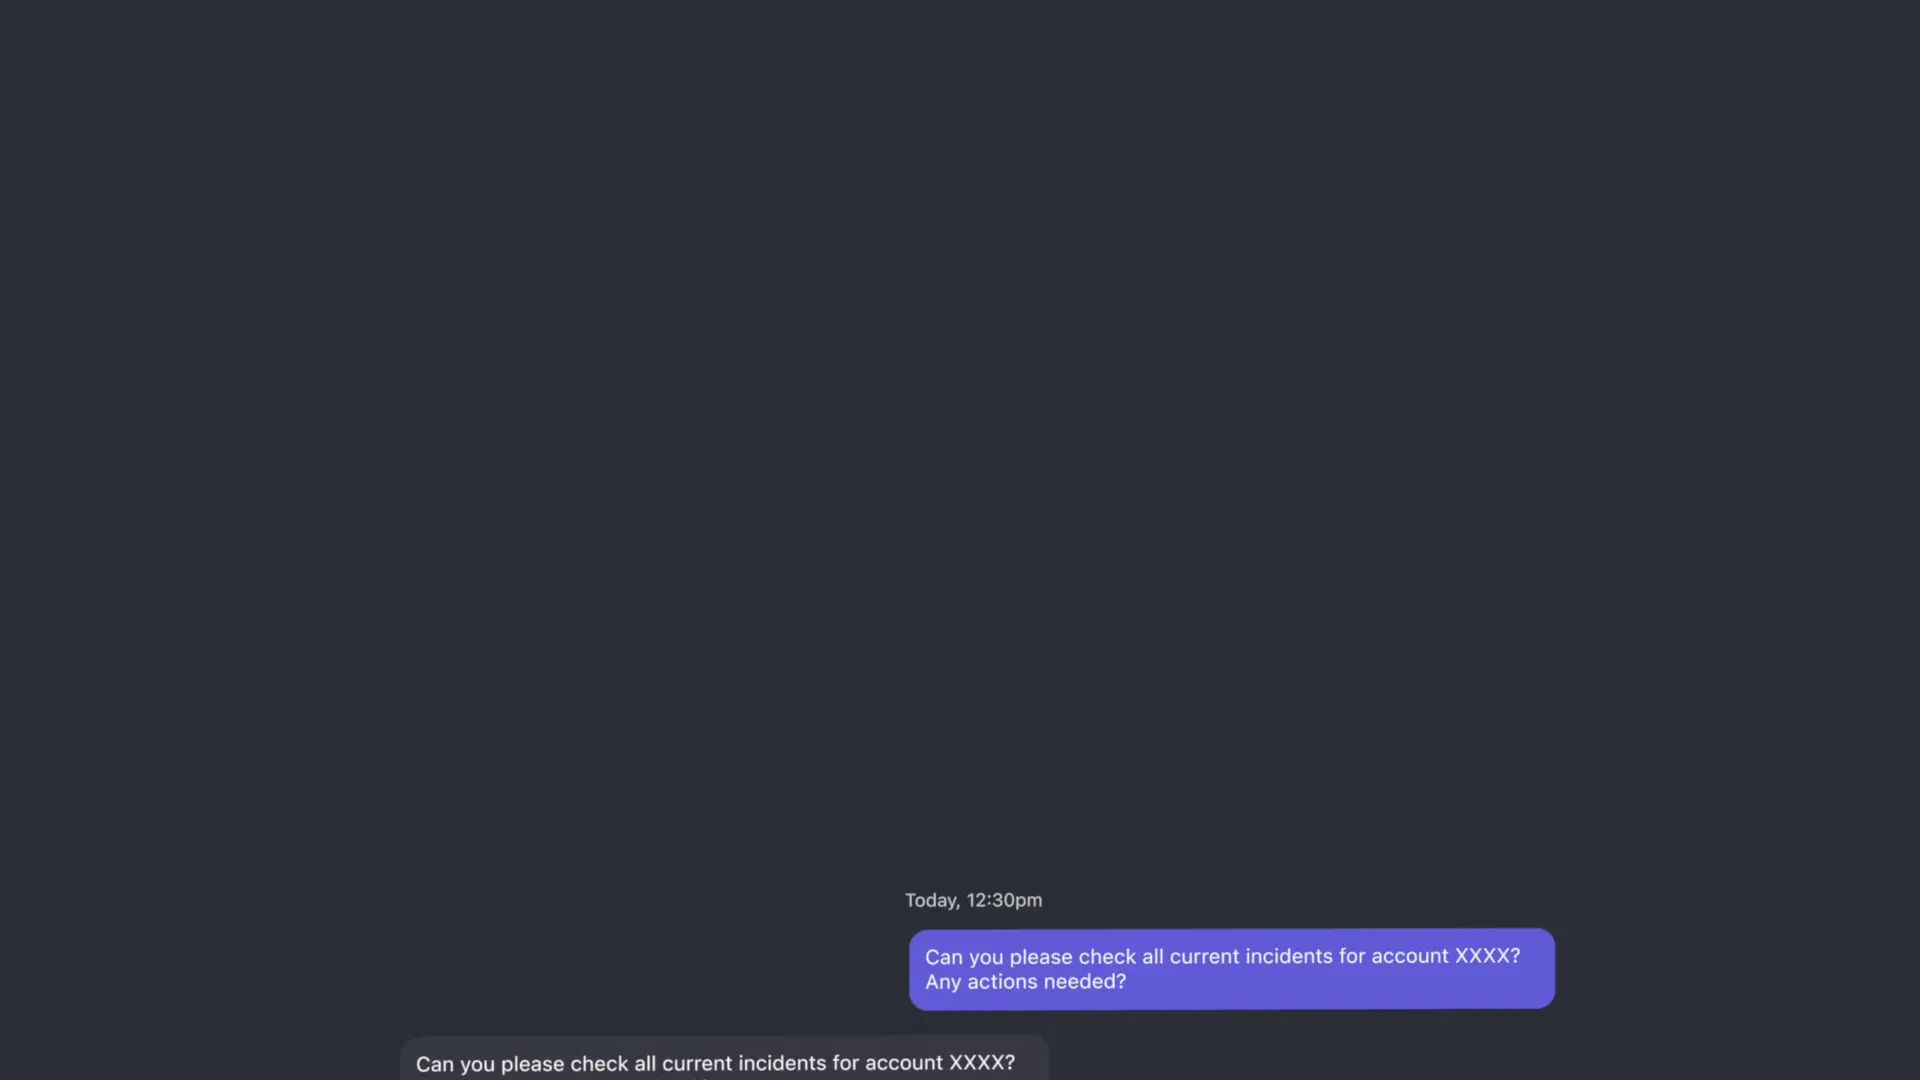 Today, 12:30pm
Can you please check all current incidents for account XXXX?
Any actions needed?
Can you please check all current incidents for account XXXX?